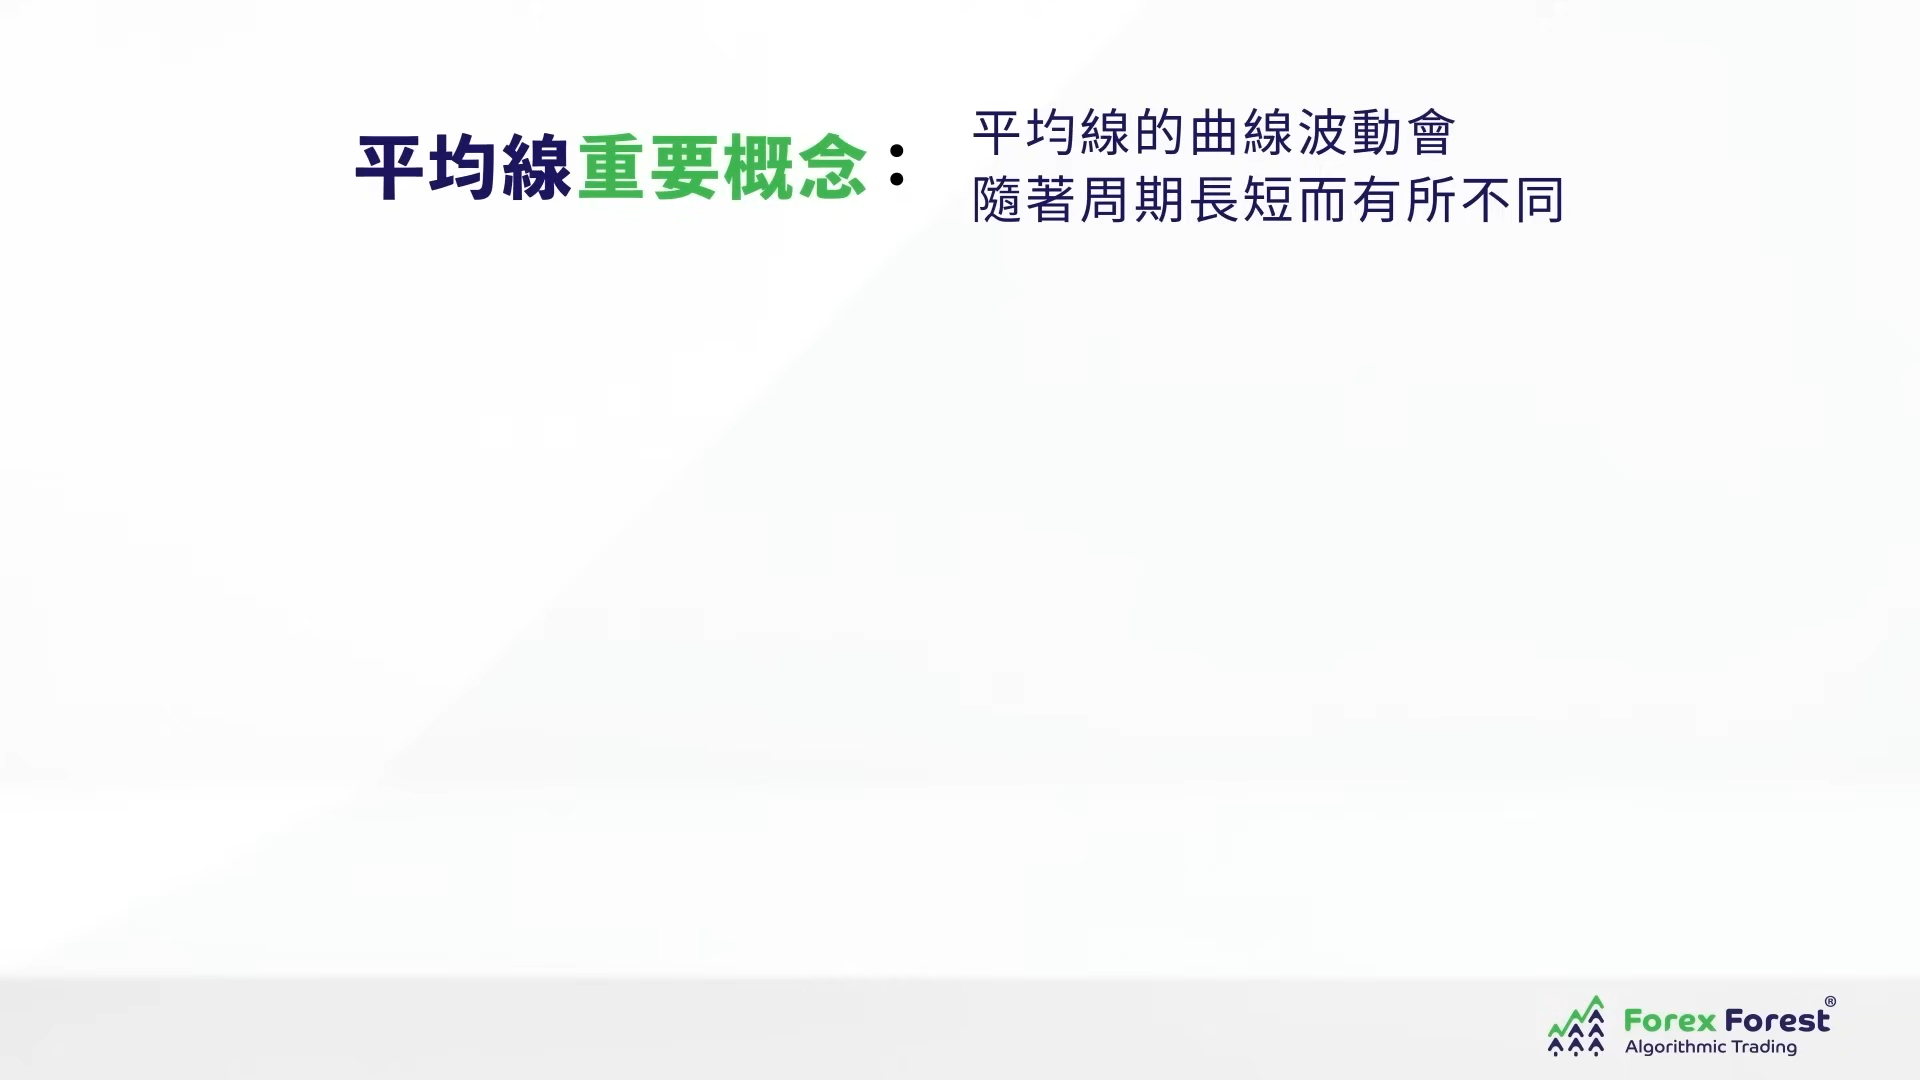 平均線重要概念：
平均線的曲線波動會
隨著周期長短而有所不同
Forex Forest®
Algorithmic Trading